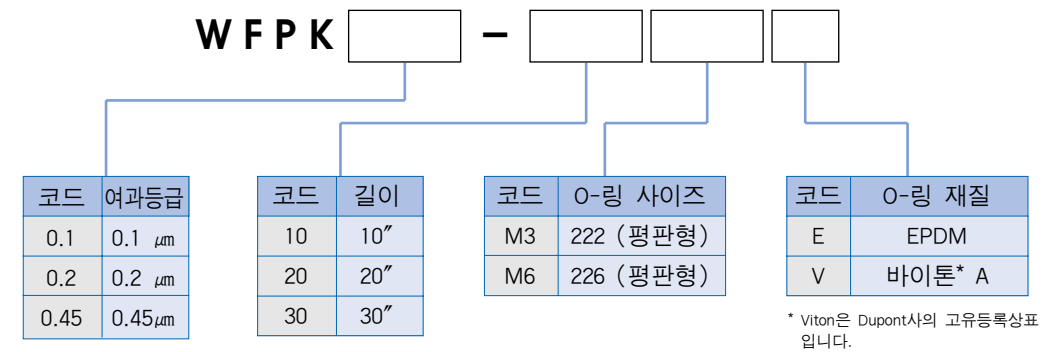 WFPK –
코드 여과등급
0.1 0.1 ㎛
0.2 0.2 ㎛
0.45 0.45㎛
코드 길이
10 10″
20 20″
30 30″
코드 O-링 사이즈
M3 222 (평판형)
M6 226 (평판형)
코드 O-링 재질
E EPDM
V 바이톤* A
* Viton은 Dupont사의 고유등록상표
입니다.